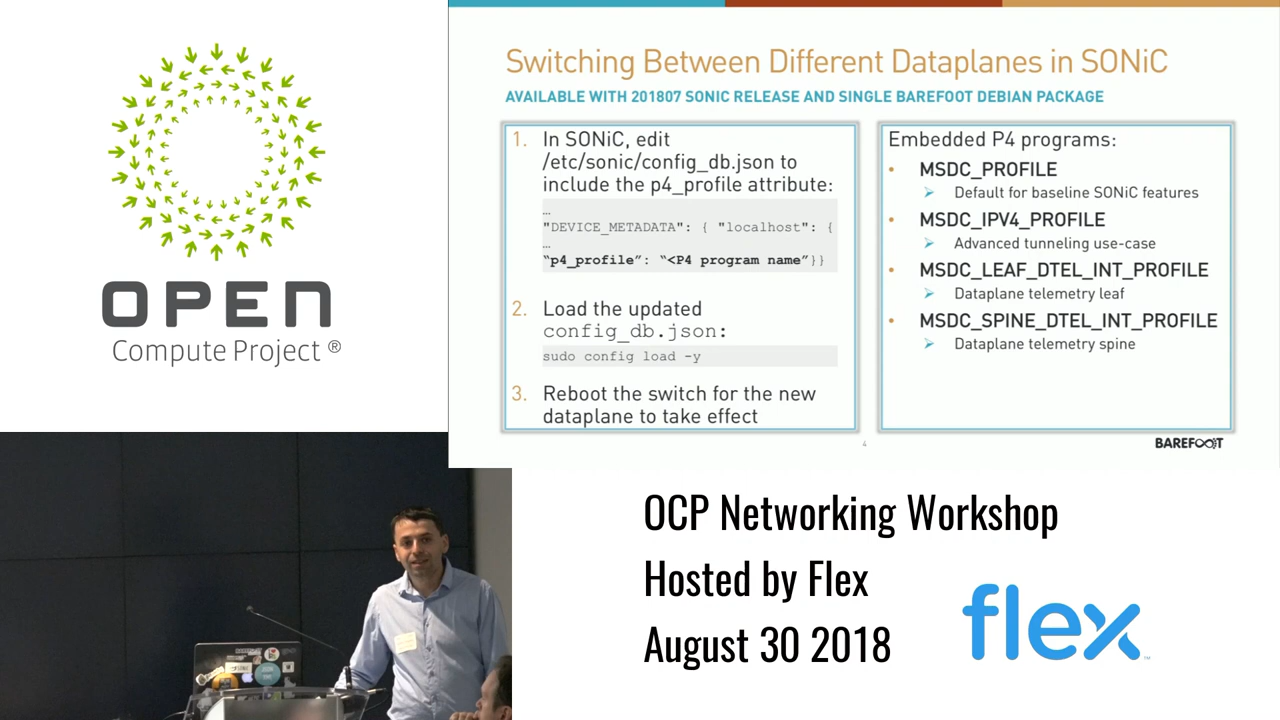 OPEN
Compute Project ®
Switching Between Different Dataplanes in SONiC
AVAILABLE WITH 201807 SONIC RELEASE AND SINGLE BAREFOOT DEBIAN PACKAGE
1. In SONiC, edit
/etc/sonic/config_db.json to
include the p4_profile attribute:
…
"DEVICE_METADATA": { "localhost": {
…
“p4_profile”: “<P4 program name”}}
2. Load the updated
config_db.json:
sudo config load -y
3. Reboot the switch for the new
dataplane to take effect
Embedded P4 programs:
• MSDC_PROFILE
➢ Default for baseline SONiC features
• MSDC_IPV4_PROFILE
➢ Advanced tunneling use-case
• MSDC_LEAF_DTEL_INT_PROFILE
➢ Dataplane telemetry leaf
• MSDC_SPINE_DTEL_INT_PROFILE
➢ Dataplane telemetry spine
4
BAREFOOT
OCP Networking Workshop
Hosted by Flex
August 30 2018
flex™